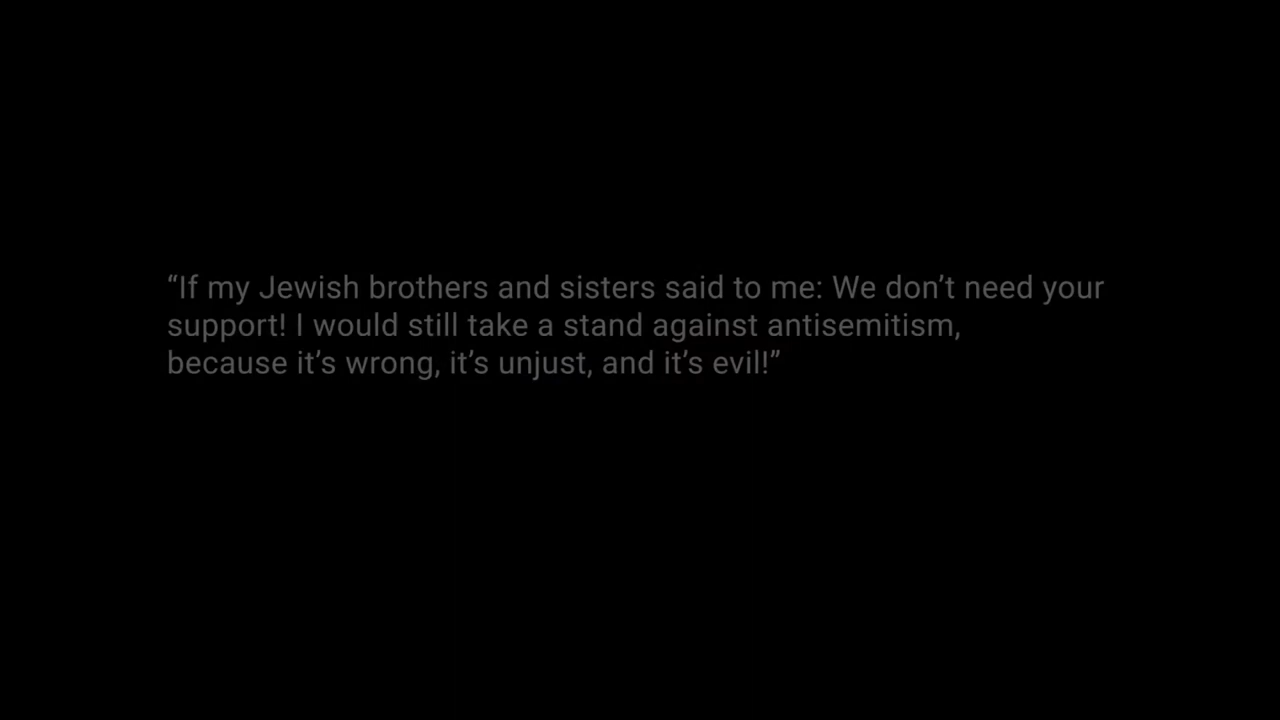 “If my Jewish brothers and sisters said to me: We don’t need your
support! I would still take a stand against antisemitism,
because it’s wrong, it’s unjust, and it’s evil!”